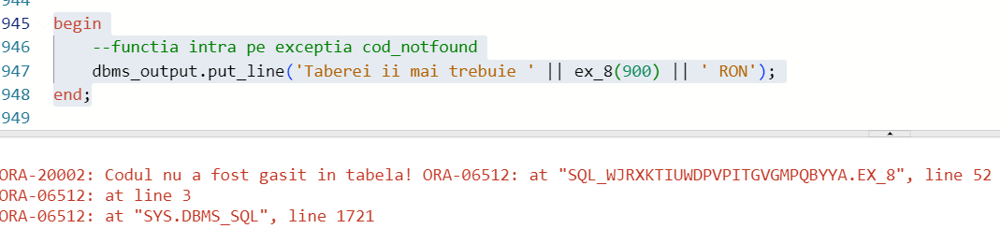 944
945 begin
946 --functia intra pe exceptia cod_notfound
947 dbms_output.put_line('Taberei ii mai trebuie ' || ex_8(900) || ' RON');
948 end;
949
ORA-20002: Codul nu a fost gasit in tabela! ORA-06512: at "SQL_WJRXKTIUWDPVPITGVGMPQBYYA.EX_8", line 52
ORA-06512: at line 3
ORA-06512: at "SYS.DBMS_SQL", line 1721